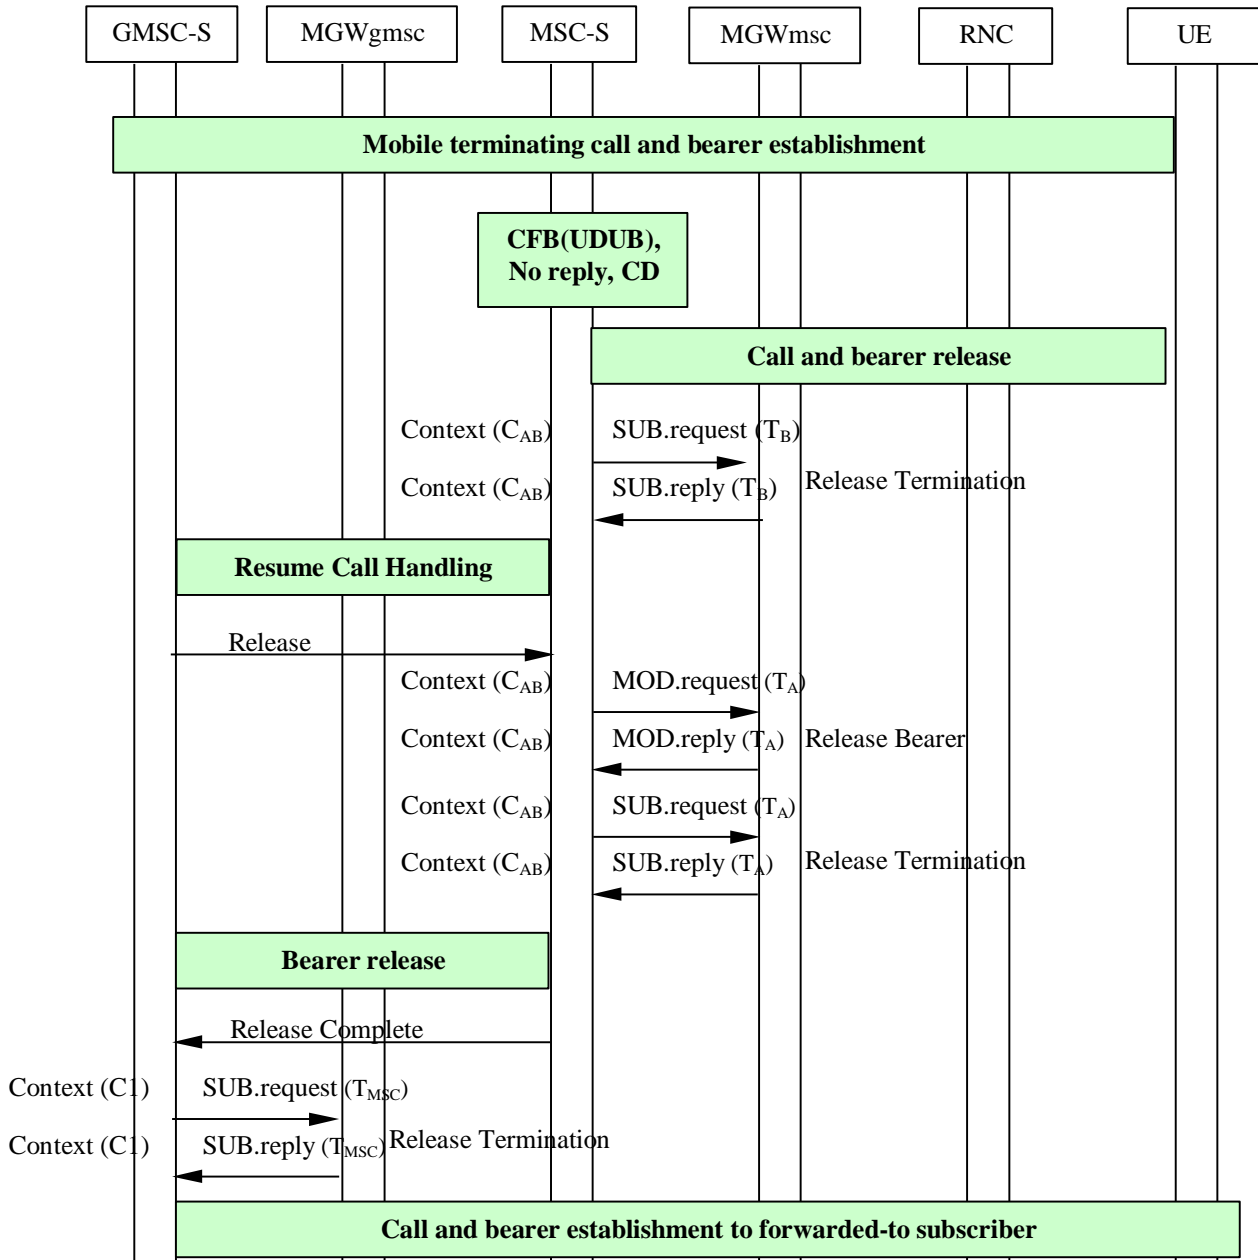 GMSC-S
MGWgmsc
MSC-S
MGWmsc
RNC
UE
Mobile terminating call and bearer establishment
CFB(UDUB),
No reply, CD
Call and bearer release
Context (CAB) SUB.request (TB)
Context (CAB) SUB.reply (TB) Release Termination
Resume Call Handling
Release
Context (CAB) MOD.request (TA)
Context (CAB) MOD.reply (TA) Release Bearer
Context (CAB) SUB.request (TA)
Context (CAB) SUB.reply (TA) Release Termination
Bearer release
Release Complete
Context (C1) SUB.request (TMSC)
Context (C1) SUB.reply (TMSC) Release Termination
Call and bearer establishment to forwarded-to subscriber